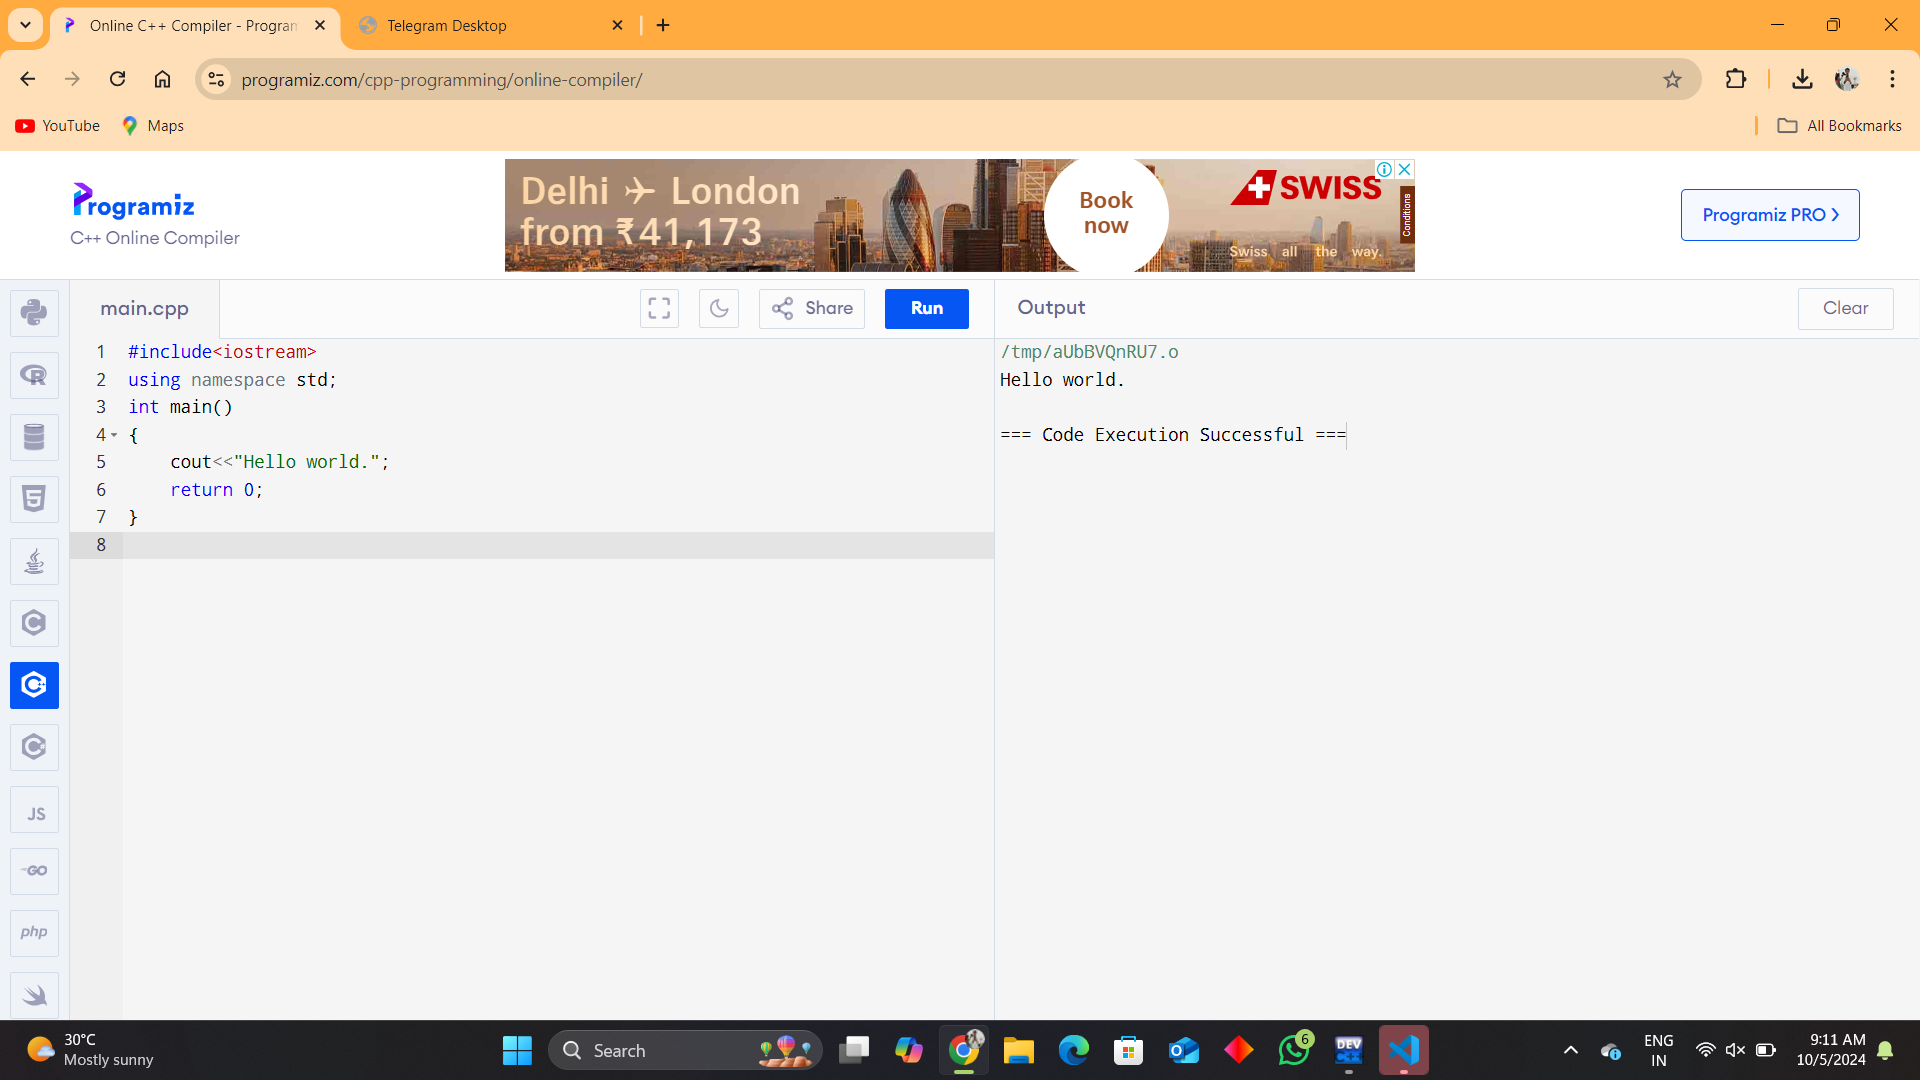 Online C++ Compiler - Program
Telegram Desktop
programiz.com/cpp-programming/online-compiler/
YouTube
Maps
All Bookmarks
Programiz
C++ Online Compiler
Delhi ✈ London
from ₹41,173
Book
now
SWISS
Swiss all the way.
Conditions
Programiz PRO >
main.cpp
Share
Run
Output
Clear
1 #include<iostream>
2 using namespace std;
3 int main()
4 {
5 cout<<"Hello world.";
6 return 0;
7 }
8
/tmp/aUbBVQnRU7.o
Hello world.
=== Code Execution Successful ===
R
5
C
C++
C#
JS
GO
php
30°C
Mostly sunny
Search
6
DEV
C++
ENG
IN
9:11 AM
10/5/2024